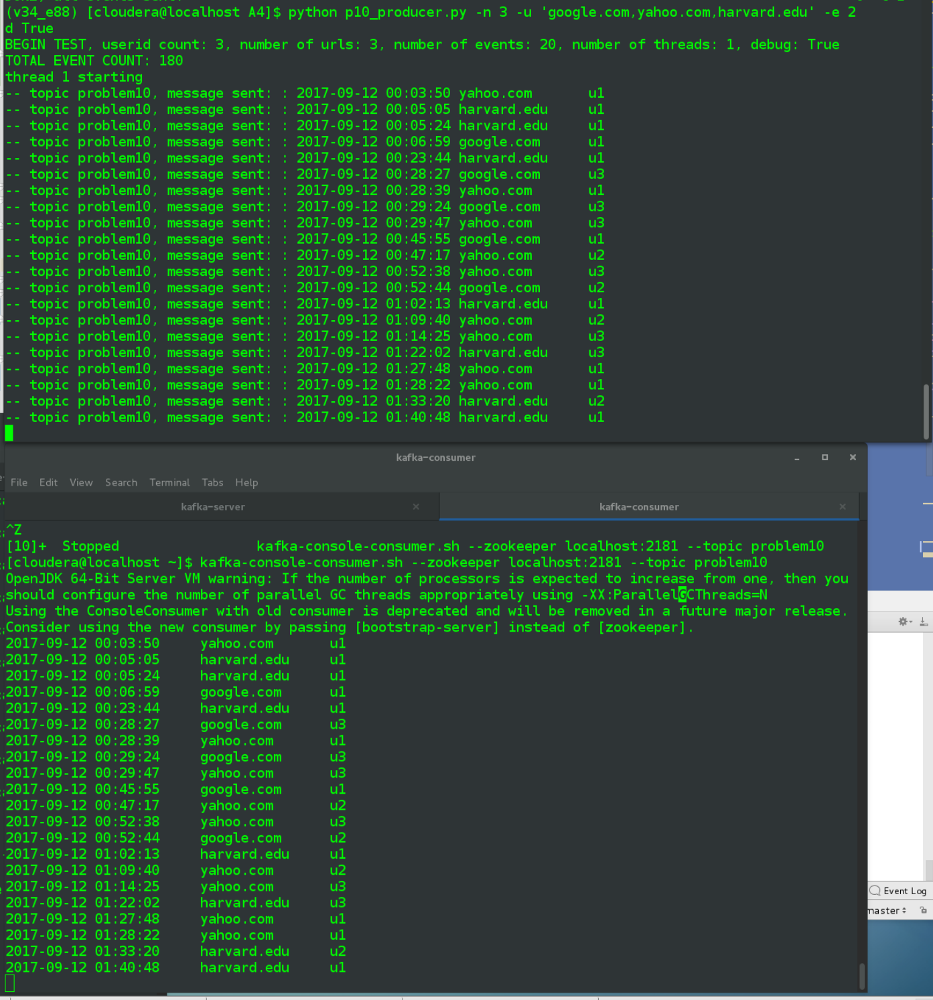 (v34_e88) [cloudera@localhost A4]$ python p10_producer.py -n 3 -u 'google.com,yahoo.com,harvard.edu' -e 2
d True
BEGIN TEST, userid count: 3, number of urls: 3, number of events: 20, number of threads: 1, debug: True
TOTAL EVENT COUNT: 180
thread 1 starting
-- topic problem10, message sent: : 2017-09-12 00:03:50 yahoo.com u1
-- topic problem10, message sent: : 2017-09-12 00:05:05 harvard.edu u1
-- topic problem10, message sent: : 2017-09-12 00:05:24 harvard.edu u1
-- topic problem10, message sent: : 2017-09-12 00:06:59 google.com u1
-- topic problem10, message sent: : 2017-09-12 00:23:44 harvard.edu u1
-- topic problem10, message sent: : 2017-09-12 00:28:27 google.com u3
-- topic problem10, message sent: : 2017-09-12 00:28:39 yahoo.com u1
-- topic problem10, message sent: : 2017-09-12 00:29:24 google.com u3
-- topic problem10, message sent: : 2017-09-12 00:29:47 yahoo.com u3
-- topic problem10, message sent: : 2017-09-12 00:45:55 google.com u1
-- topic problem10, message sent: : 2017-09-12 00:47:17 yahoo.com u2
-- topic problem10, message sent: : 2017-09-12 00:52:38 yahoo.com u3
-- topic problem10, message sent: : 2017-09-12 00:52:44 google.com u2
-- topic problem10, message sent: : 2017-09-12 01:02:13 harvard.edu u1
-- topic problem10, message sent: : 2017-09-12 01:09:40 yahoo.com u2
-- topic problem10, message sent: : 2017-09-12 01:14:25 yahoo.com u3
-- topic problem10, message sent: : 2017-09-12 01:22:02 harvard.edu u3
-- topic problem10, message sent: : 2017-09-12 01:27:48 yahoo.com u1
-- topic problem10, message sent: : 2017-09-12 01:28:22 yahoo.com u1
-- topic problem10, message sent: : 2017-09-12 01:33:20 harvard.edu u2
-- topic problem10, message sent: : 2017-09-12 01:40:48 harvard.edu u1
kafka-consumer
File Edit View Search Terminal Tabs Help
kafka-server kafka-consumer
^Z
[10]+ Stopped kafka-console-consumer.sh --zookeeper localhost:2181 --topic problem10
[cloudera@localhost ~]$ kafka-console-consumer.sh --zookeeper localhost:2181 --topic problem10
OpenJDK 64-Bit Server VM warning: If the number of processors is expected to increase from one, then you
should configure the number of parallel GC threads appropriately using -XX:ParallelGCThreads=N
Using the ConsoleConsumer with old consumer is deprecated and will be removed in a future major release.
Consider using the new consumer by passing [bootstrap-server] instead of [zookeeper].
2017-09-12 00:03:50 yahoo.com u1
2017-09-12 00:05:05 harvard.edu u1
2017-09-12 00:05:24 harvard.edu u1
2017-09-12 00:06:59 google.com u1
2017-09-12 00:23:44 harvard.edu u1
2017-09-12 00:28:27 google.com u3
2017-09-12 00:28:39 yahoo.com u1
2017-09-12 00:29:24 google.com u3
2017-09-12 00:29:47 yahoo.com u3
2017-09-12 00:45:55 google.com u1
2017-09-12 00:47:17 yahoo.com u2
2017-09-12 00:52:38 yahoo.com u3
2017-09-12 00:52:44 google.com u2
2017-09-12 01:02:13 harvard.edu u1
2017-09-12 01:09:40 yahoo.com u2
2017-09-12 01:14:25 yahoo.com u3
2017-09-12 01:22:02 harvard.edu u3
2017-09-12 01:27:48 yahoo.com u1
2017-09-12 01:28:22 yahoo.com u1
2017-09-12 01:33:20 harvard.edu u2
2017-09-12 01:40:48 harvard.edu u1
Event Log
master